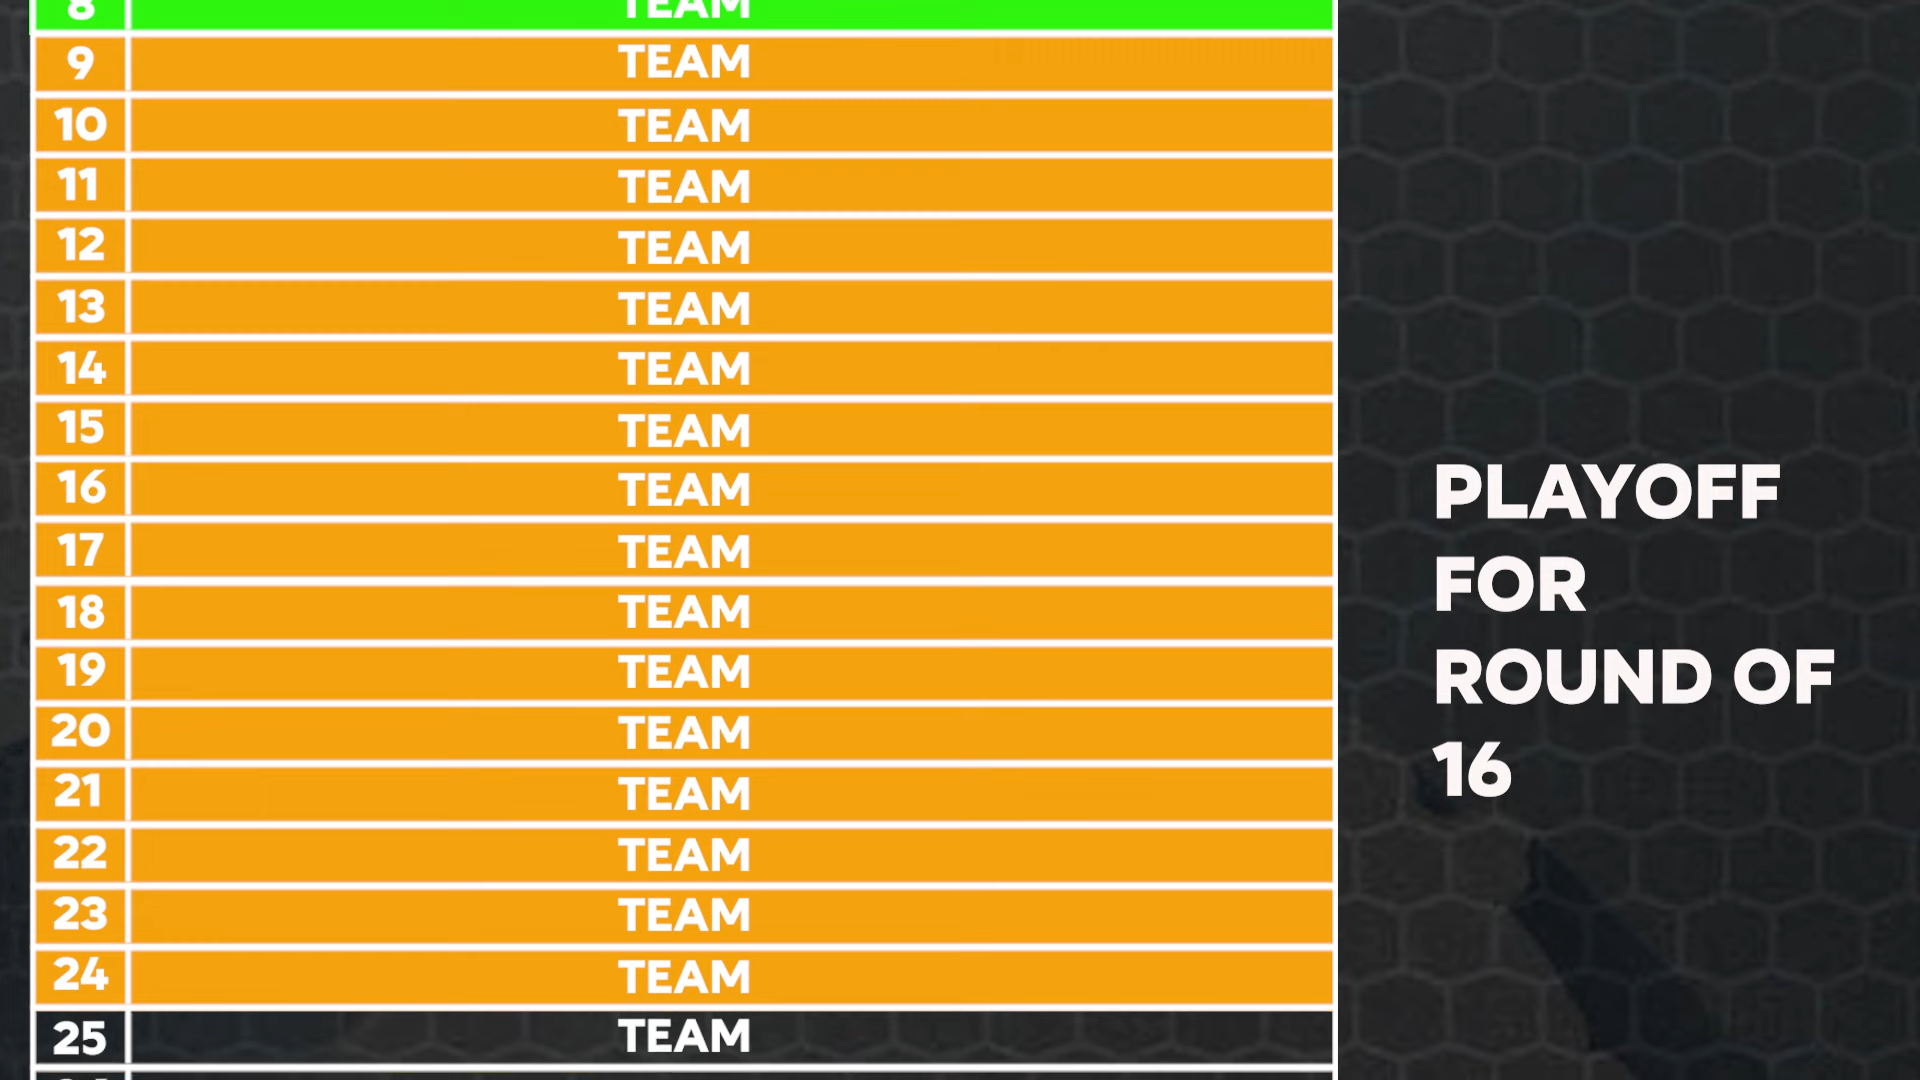 8 TEAM
9 TEAM
10 TEAM
11 TEAM
12 TEAM
13 TEAM
14 TEAM
15 TEAM
16 TEAM
17 TEAM
18 TEAM
19 TEAM
20 TEAM
21 TEAM
22 TEAM
23 TEAM
24 TEAM
25 TEAM
PLAYOFF
FOR
ROUND OF
16